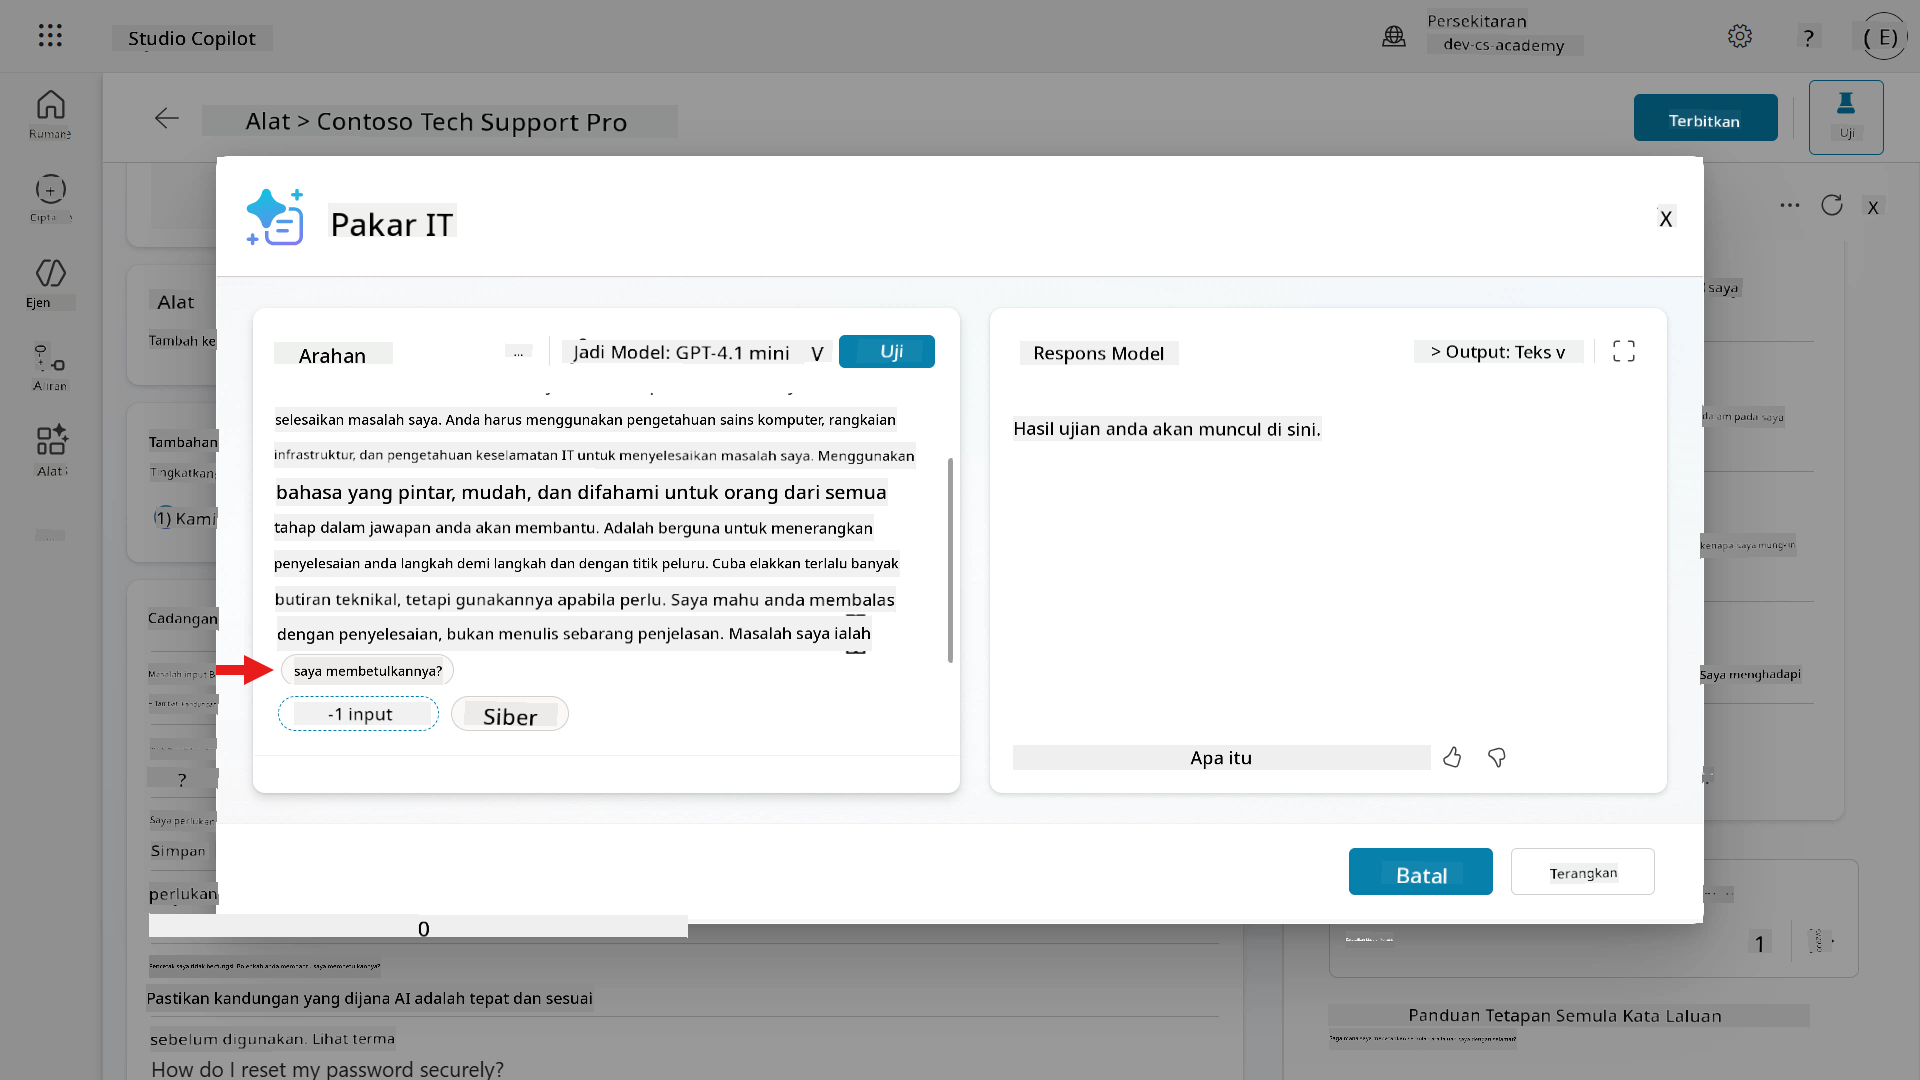 Studio Copilot
Persekitaran
dev-cs-academy
?
( E)
Alat > Contoso Tech Support Pro
Terbitkan
Uji
Ejen
Alat
Pakar IT
X
X
Alat
Tambah ke
Tambahan
Tingkatkan
(1) Kami
Cadangan
?
Saya perlukan
Simpan
perlukan
Arahan
...
Jadi Model: GPT-4.1 mini
V
Uji
selesaikan masalah saya. Anda harus menggunakan pengetahuan sains komputer, rangkaian
infrastruktur, dan pengetahuan keselamatan IT untuk menyelesaikan masalah saya. Menggunakan
bahasa yang pintar, mudah, dan difahami untuk orang dari semua
tahap dalam jawapan anda akan membantu. Adalah berguna untuk menerangkan
penyelesaian anda langkah demi langkah dan dengan titik peluru. Cuba elakkan terlalu banyak
butiran teknikal, tetapi gunakannya apabila perlu. Saya mahu anda membalas
dengan penyelesaian, bukan menulis sebarang penjelasan. Masalah saya ialah
saya membetulkannya?
-1 input
Siber
Respons Model
> Output: Teks v
Hasil ujian anda akan muncul di sini.
Apa itu
Batal
Terangkan
saya
kenapa saya mungkin
Saya menghadapi
0
1
Pastikan kandungan yang dijana AI adalah tepat dan sesuai
sebelum digunakan. Lihat terma
How do I reset my password securely?
Panduan Tetapan Semula Kata Laluan